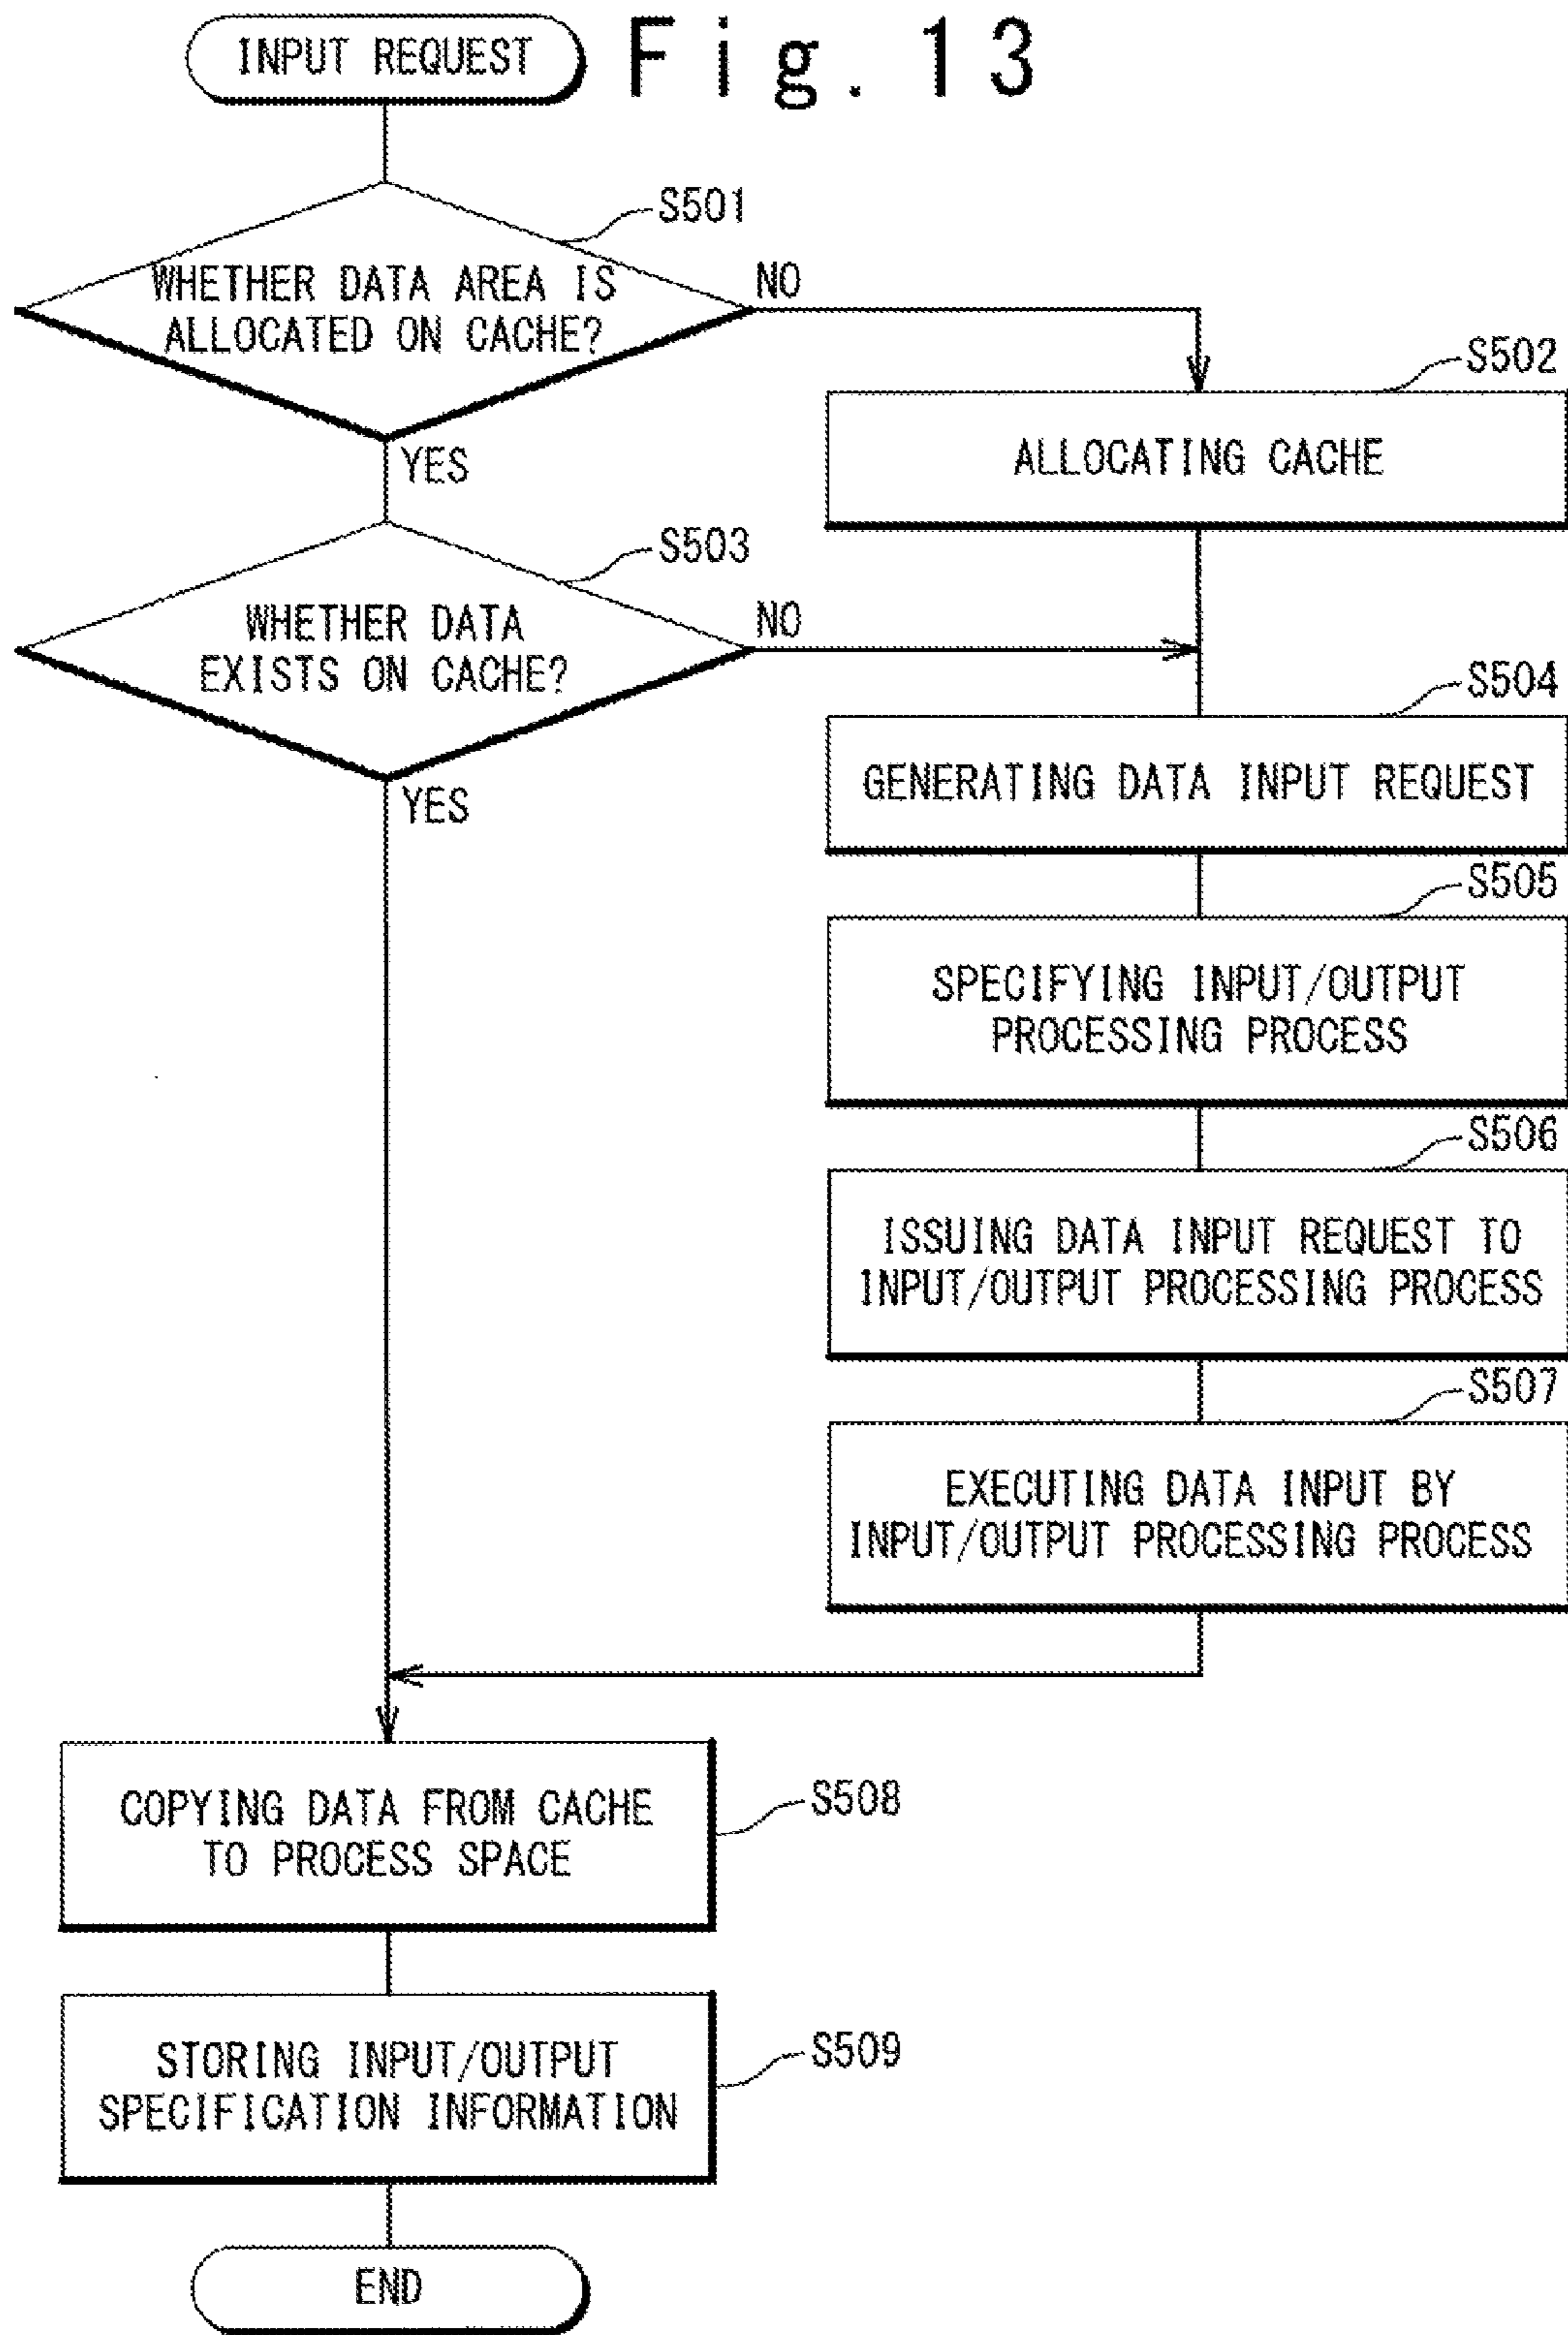 Fig. 13
INPUT REQUEST
S501
WHETHER DATA AREA IS
ALLOCATED ON CACHE?
NO
YES
S502
ALLOCATING CACHE
S503
WHETHER DATA
EXISTS ON CACHE?
NO
YES
S504
GENERATING DATA INPUT REQUEST
S505
SPECIFYING INPUT/OUTPUT
PROCESSING PROCESS
S506
ISSUING DATA INPUT REQUEST TO
INPUT/OUTPUT PROCESSING PROCESS
S507
EXECUTING DATA INPUT BY
INPUT/OUTPUT PROCESSING PROCESS
COPYING DATA FROM CACHE
TO PROCESS SPACE
S508
STORING INPUT/OUTPUT
SPECIFICATION INFORMATION
S509
END